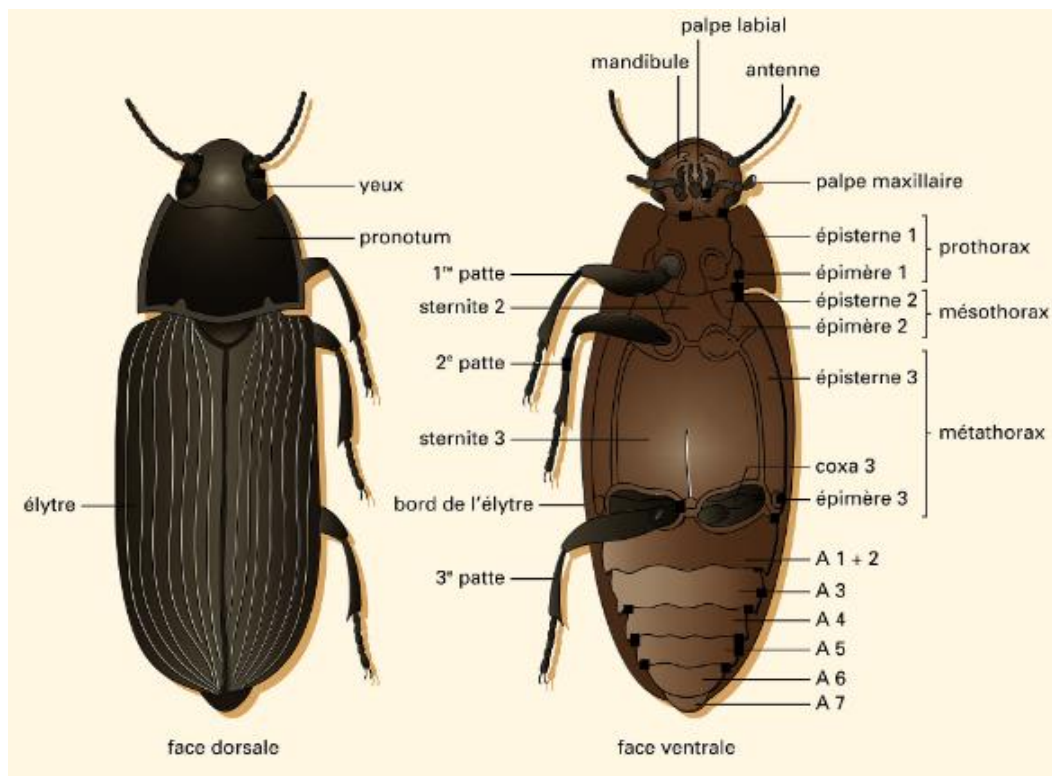 palpe labial
mandibule
antenne
yeux
palpe maxillaire
pronotum
épisterne 1
prothorax
1re patte
épimère 1
sternite 2
épisterne 2
mésothorax
épimère 2
2e patte
épisterne 3
sternite 3
métathorax
coxa 3
élytre
bord de l'élytre
épimère 3
A 1 + 2
3e patte
A 3
A 4
A 5
A 6
A 7
face dorsale
face ventrale